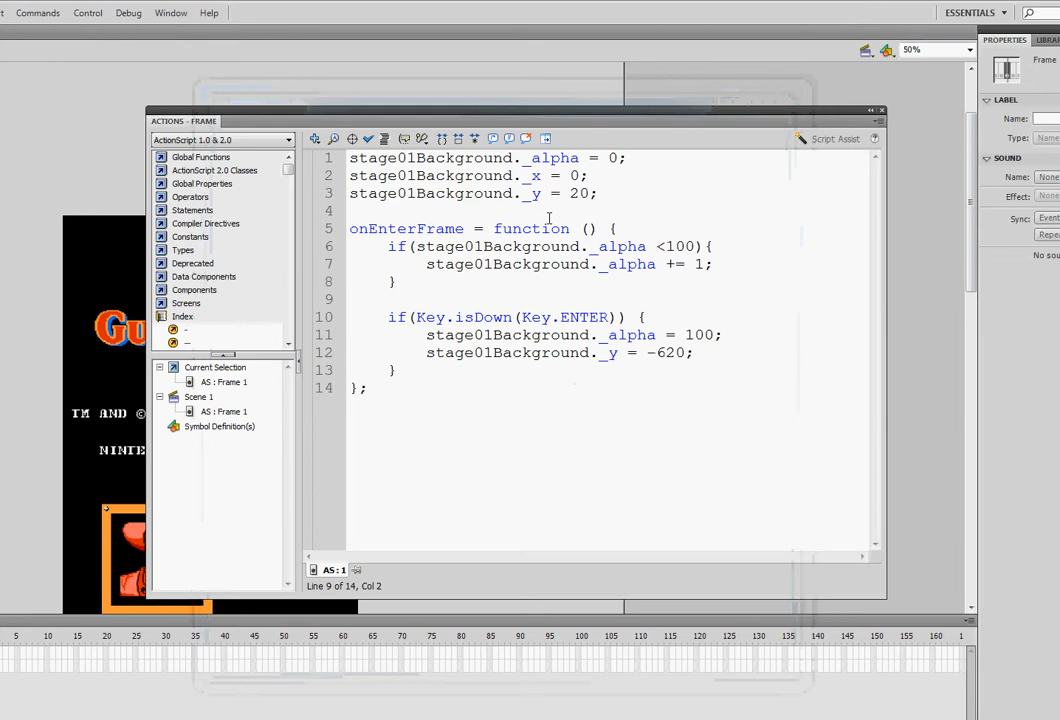 Commands Control Debug Window Help ESSENTIALS
PROPERTIES
50%
Frame
ACTIONS - FRAME
LABEL
Name:
Type: Name
ActionScript 1.0 & 2.0
Script Assist
Global Functions
ActionScript 2.0 Classes
Global Properties
Operators
Statements
Compiler Directives
Constants
Types
Deprecated
Data Components
Components
Screens
Index
SOUND
Name: None
Effect: None
Sync: Event
Repe
No sou
1 stage01Background._alpha = 0;
2 stage01Background._x = 0;
3 stage01Background._y = 20;
4
5 onEnterFrame = function () {
6 if(stage01Background._alpha <100){
7 stage01Background._alpha += 1;
8 }
9
10 if(Key.isDown(Key.ENTER)) {
11 stage01Background._alpha = 100;
12 stage01Background._y = -620;
13 }
14 };
Current Selection
AS : Frame 1
Scene 1
AS : Frame 1
Symbol Definition(s)
Gu
TM AND ©
NINTE
AS : 1
Line 9 of 14, Col 2
5 10 15 20 25 30 35 40 45 50 55 60 65 70 75 80 85 90 95 100 105 110 115 120 125 130 135 140 145 150 155 160 1